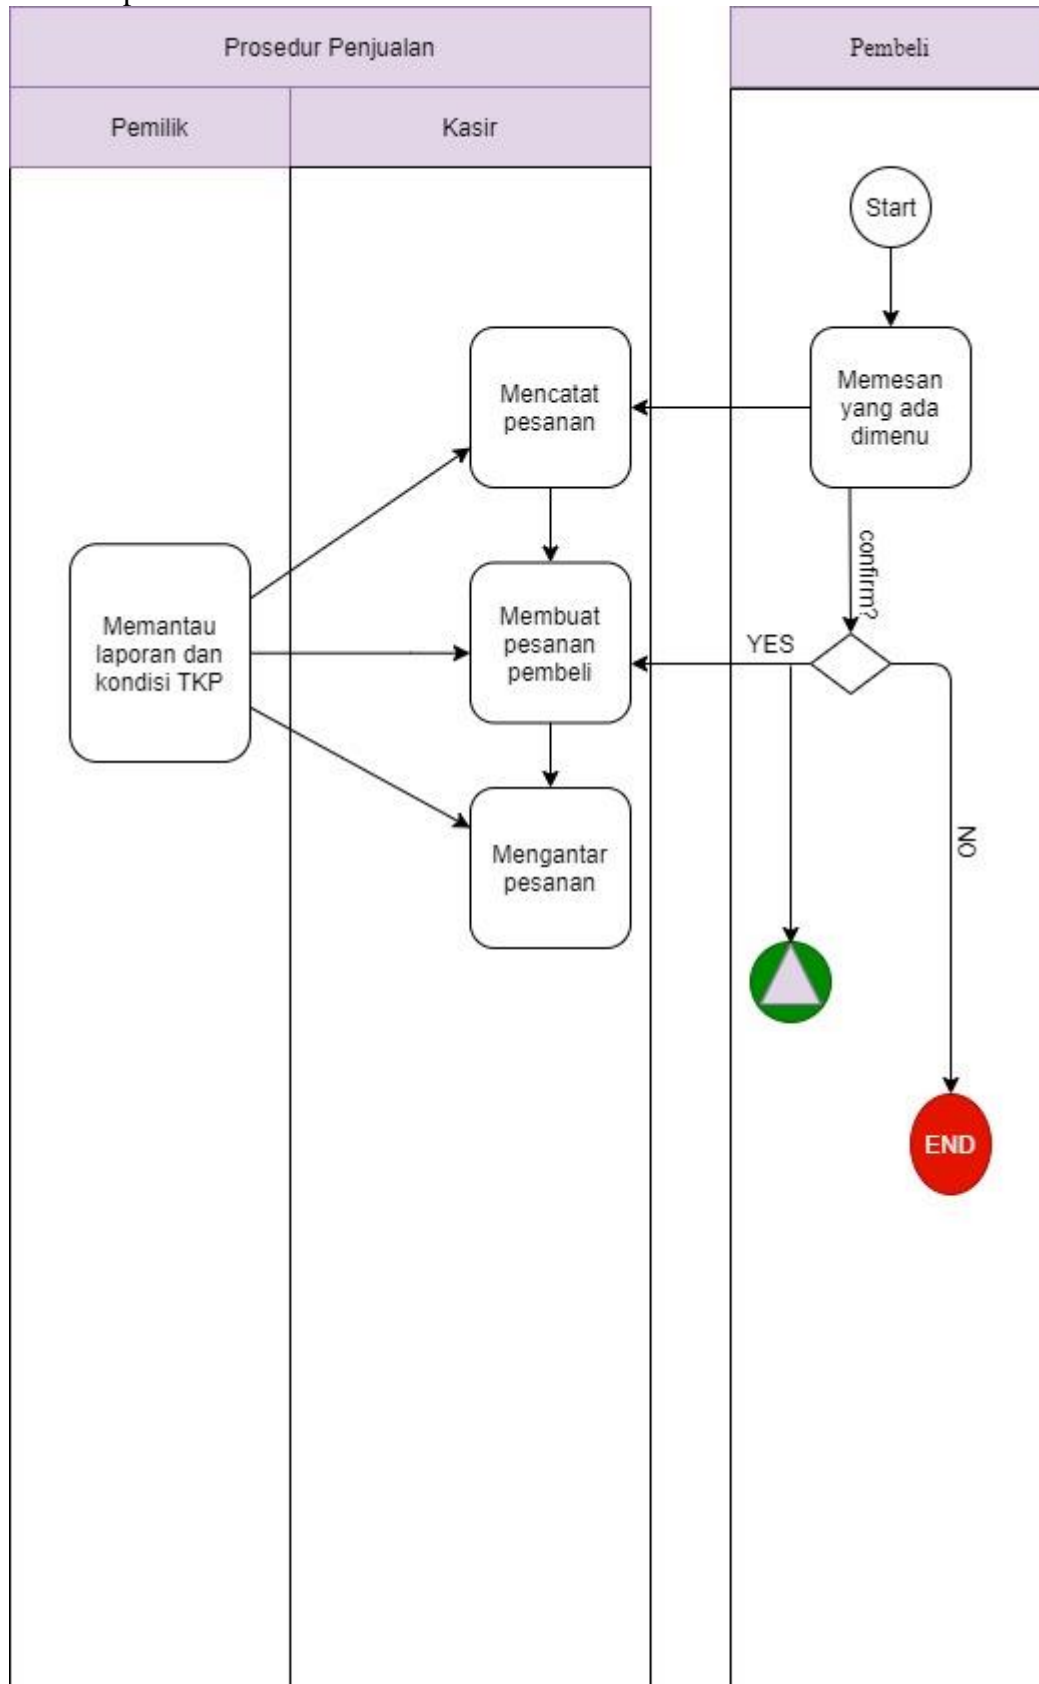 Prosedur Penjualan
Pembeli
Pemilik
Kasir
Start
Mencatat
pesanan
Memesan
yang ada
dimenu
confirm?
Memantau
laporan dan
kondisi TKP
Membuat
pesanan
pembeli
YES
NO
Mengantar
pesanan
END